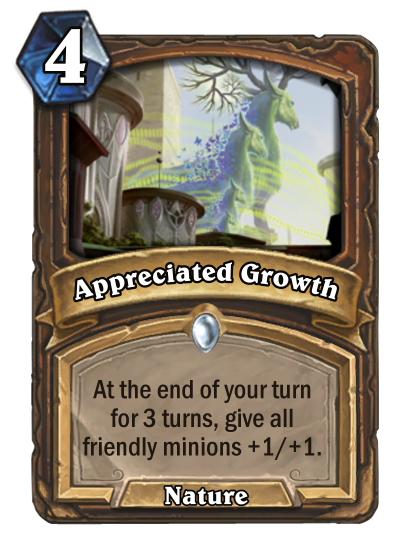 4
Appreciated Growth
At the end of your turn
for 3 turns, give all
friendly minions +1/+1.
Nature